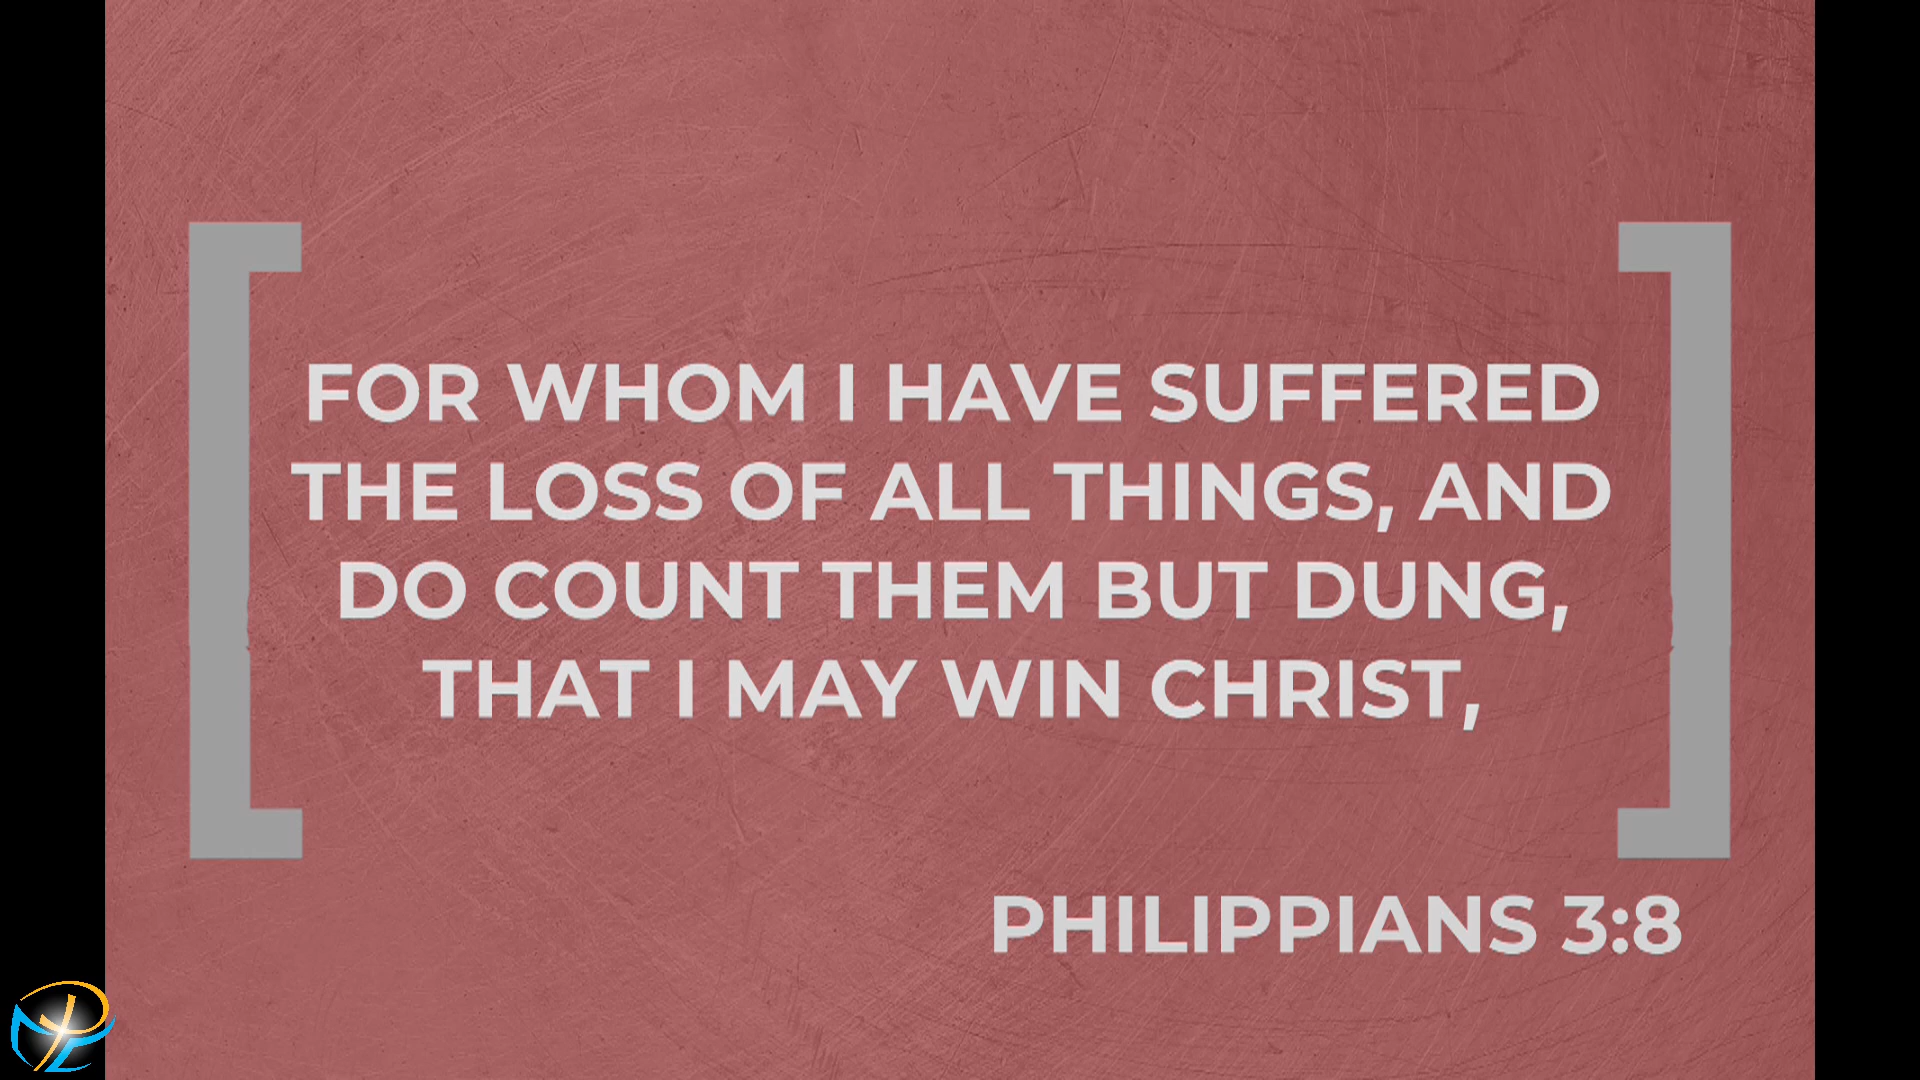 FOR WHOM I HAVE SUFFERED
THE LOSS OF ALL THINGS, AND
DO COUNT THEM BUT DUNG,
THAT I MAY WIN CHRIST,
PHILIPPIANS 3:8